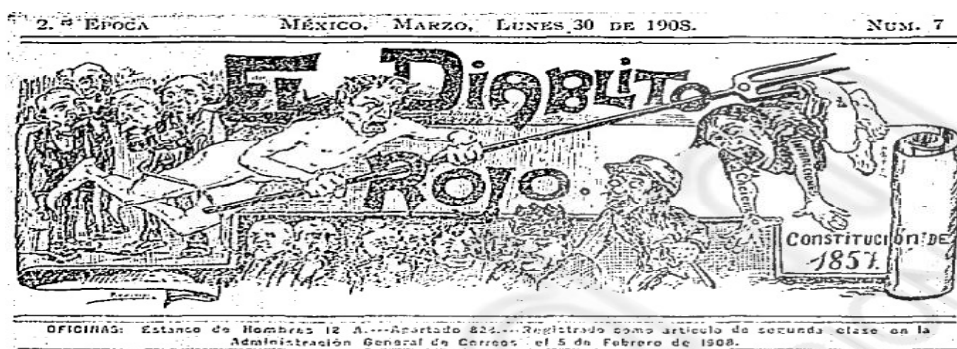 2.ª EPOCA MÉXICO, MARZO, LUNES 30 DE 1908. NUM. 7
EL DIABLITO
ROJO.
CONSTITUCIÓN DE
1857
OFICINAS: Estanco de Hombres 12 A.---Apartado 824.---Registrado como artículo de segunda clase en la
Administración General de Correos el 5 de Febrero de 1908.